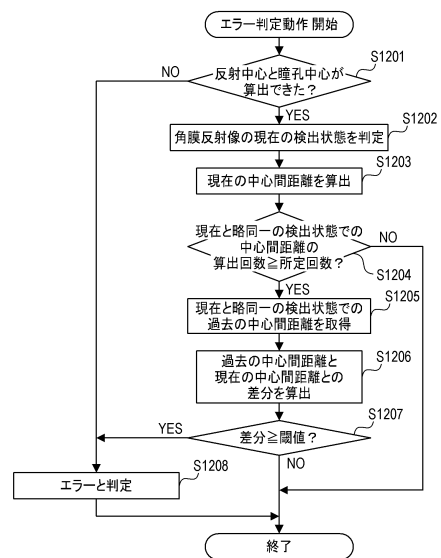 エラー判定動作 開始
S1201
NO
反射中心と瞳孔中心が
算出できた？
YES
S1202
角膜反射像の現在の検出状態を判定
S1203
現在の中心間距離を算出
現在と略同一の検出状態での
中心間距離の
算出回数≧所定回数？
NO
S1204
YES
S1205
現在と略同一の検出状態での
過去の中心間距離を取得
S1206
過去の中心間距離と
現在の中心間距離との
差分を算出
S1207
YES
差分≧閾値？
NO
S1208
エラーと判定
終了